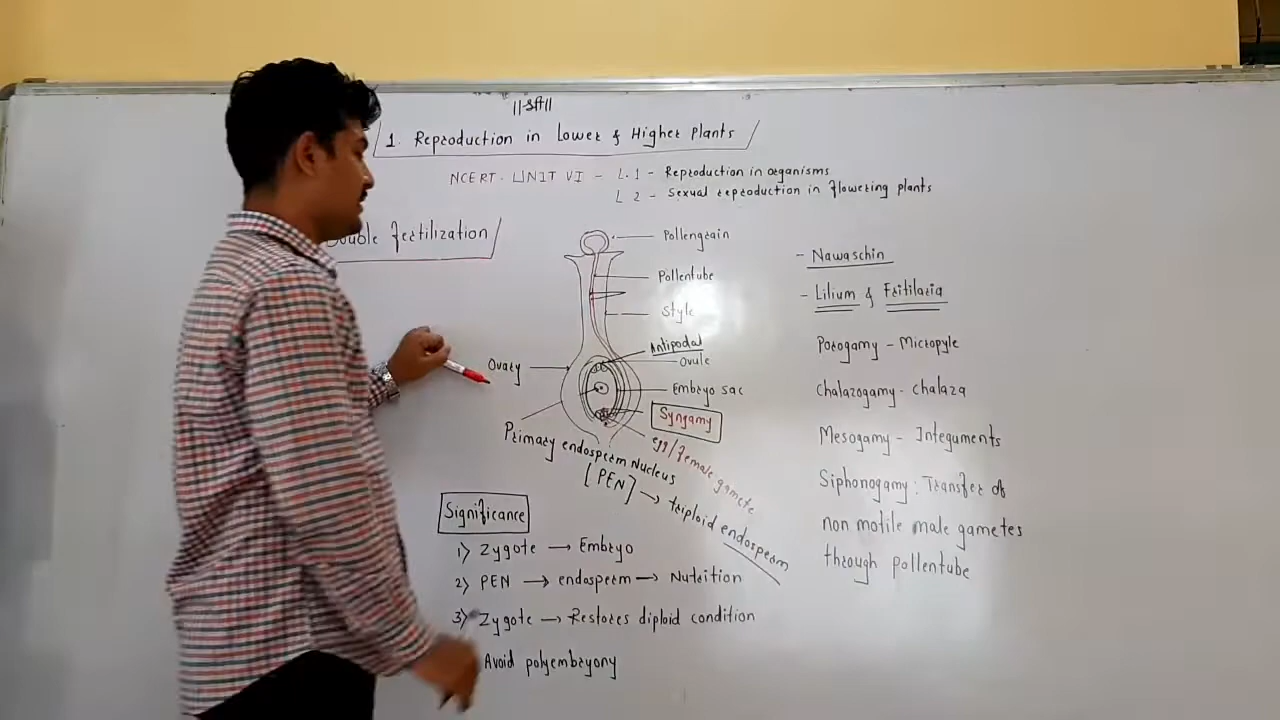 ||श्री||
1. Reproduction in Lower & Higher plants
NCERT. UNIT VI - L.1 - Reproduction in organisms
L 2 - Sexual reproduction in flowering plants
Double fertilization
Pollengrain
Pollentube
Style
Antipodal
Ovule
Ovary
Embryo sac
Syngamy
egg/female gamete
Primary endosperm Nucleus
[PEN] → triploid endosperm
Significance
1) Zygote → Embryo
2) PEN → endosperm → Nutrition
3) Zygote → Restores diploid condition
Avoid polyembryony
- Nawaschin
- Lilium & Fritilaria
Porogamy - Micropyle
Chalazogamy - chalaza
Mesogamy - Integuments
Siphonogamy : Transfer of
non motile male gametes
through pollentube